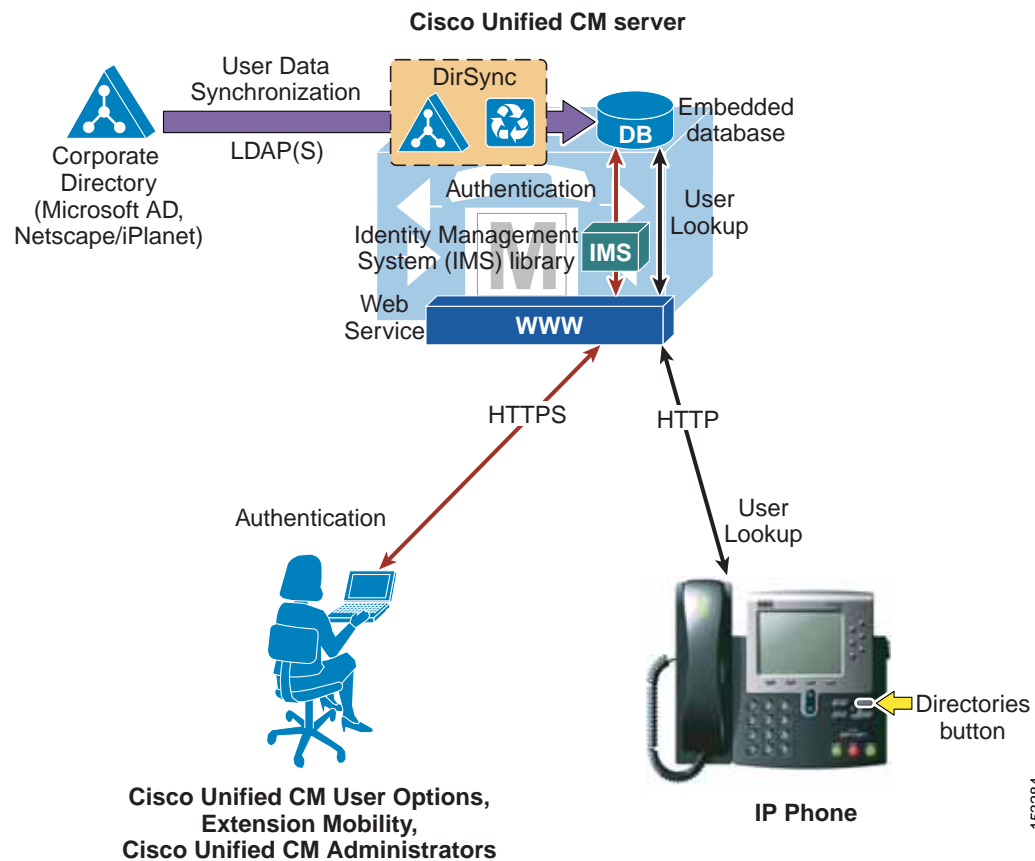 Cisco Unified CM server
User Data
Synchronization
LDAP(S)
DirSync
DB
Embedded
database
Corporate
Directory
(Microsoft AD,
Netscape/iPlanet)
Authentication
User
Lookup
Identity Management
System (IMS) library
IMS
M
Web
Service
WWW
HTTPS
HTTP
Authentication
User
Lookup
Directories
button
Cisco Unified CM User Options,
Extension Mobility,
Cisco Unified CM Administrators
IP Phone